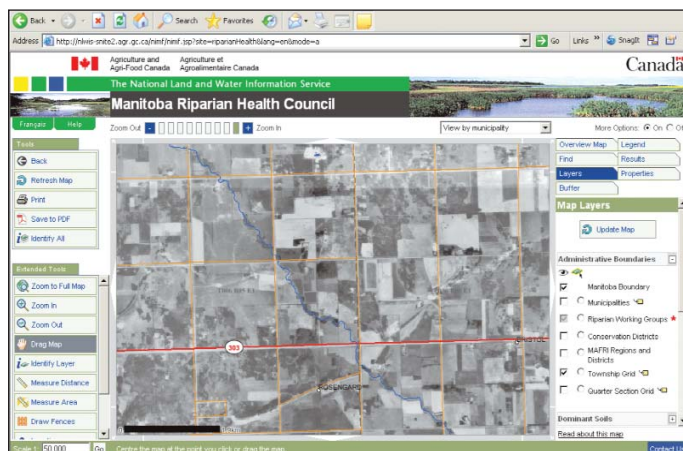 Back
Search
Favorites
Address http://nlwis-snite2.agr.gc.ca/nimf/nimf.jsp?site=riparianHealth&lang=en&mode=a
Go
Links »
SnagIt
Agriculture and Agri-Food Canada
Agriculture et Agroalimentaire Canada
Canada
The National Land and Water Information Service
Manitoba Riparian Health Council
Français
Help
Zoom Out
Zoom In
View by municipality
More Options: On
Tools
Back
Refresh Map
Print
Save to PDF
Identify All
Extended Tools
Zoom to Full Map
Zoom In
Zoom Out
Drag Map
Identify Layer
Measure Distance
Measure Area
Draw Fences
383
BRISTOL
Overview Map
Legend
Find
Results
Layers
Properties
Buffer
Map Layers
Update Map
Administrative Boundaries
Manitoba Boundary
Municipalities
Riparian Working Groups *
Conservation Districts
MAFRI Regions and Districts
Township Grid
Quarter Section Grid
Dominant Soils
Read about this map
Scale 1: 50,000
Go
Centre the map at the point you click or drag the map.
Contact Us